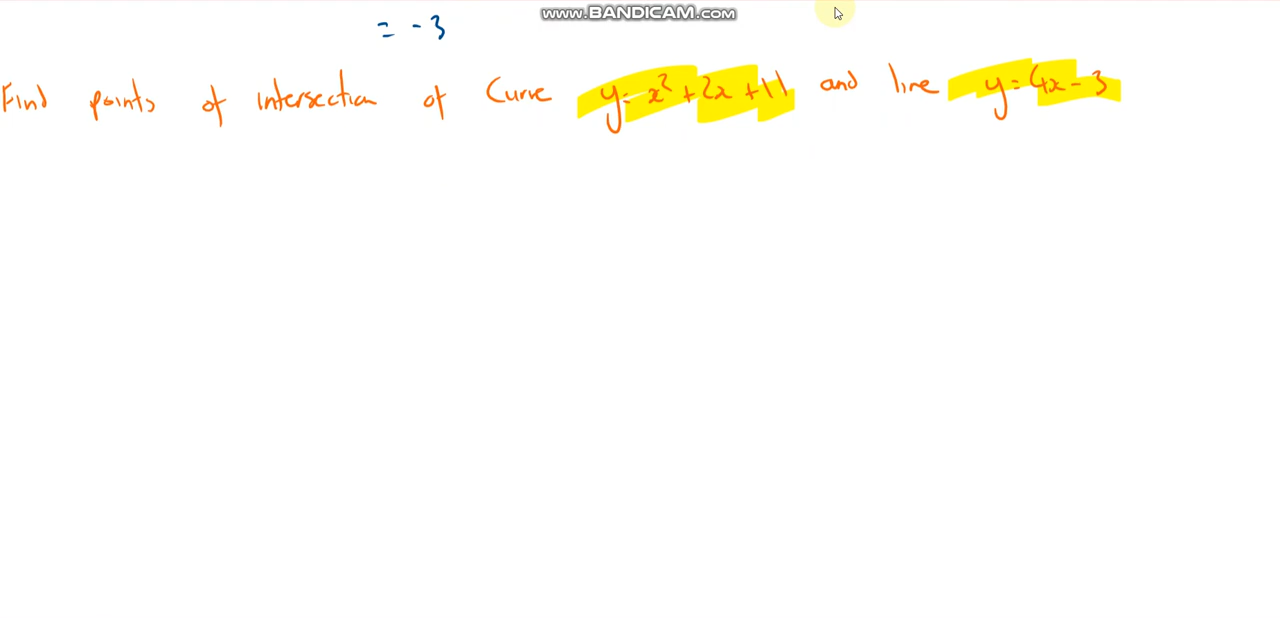 www.BANDICAM.com
= -3
Find points of intersection of Curve y = x² + 2x + 11 and line y = 4x - 3